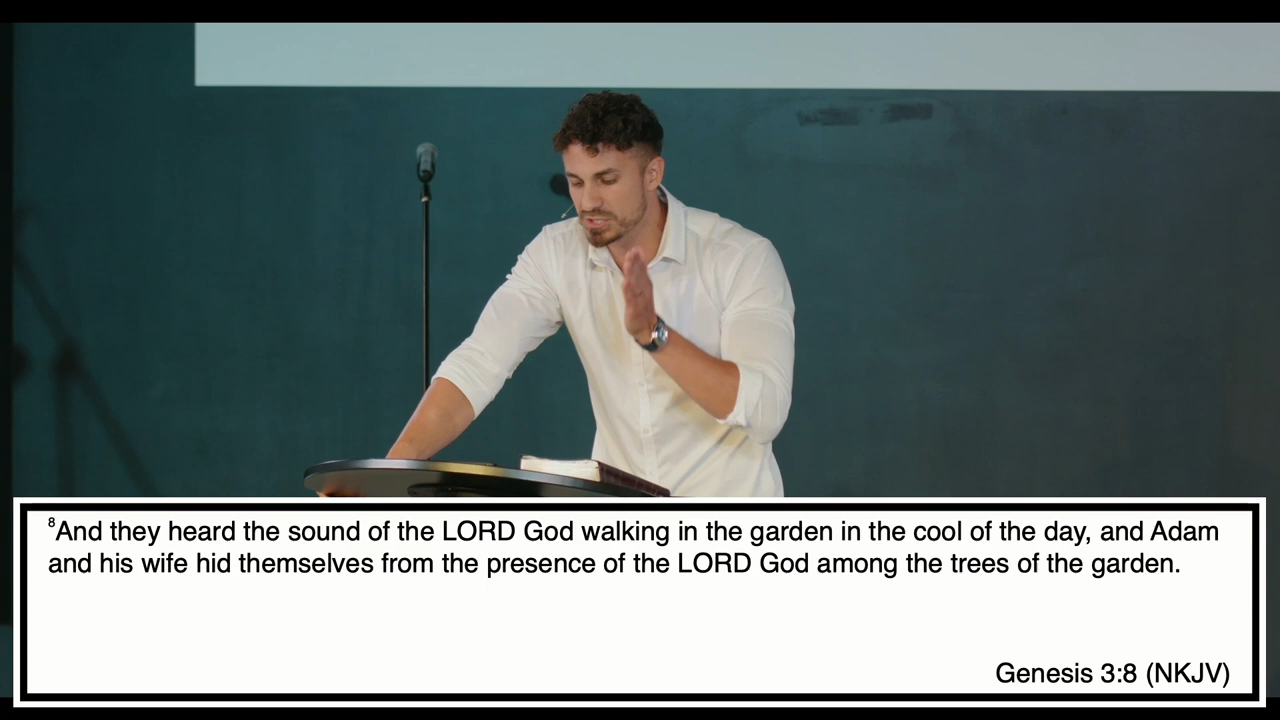 ⁸And they heard the sound of the LORD God walking in the garden in the cool of the day, and Adam
and his wife hid themselves from the presence of the LORD God among the trees of the garden.
Genesis 3:8 (NKJV)